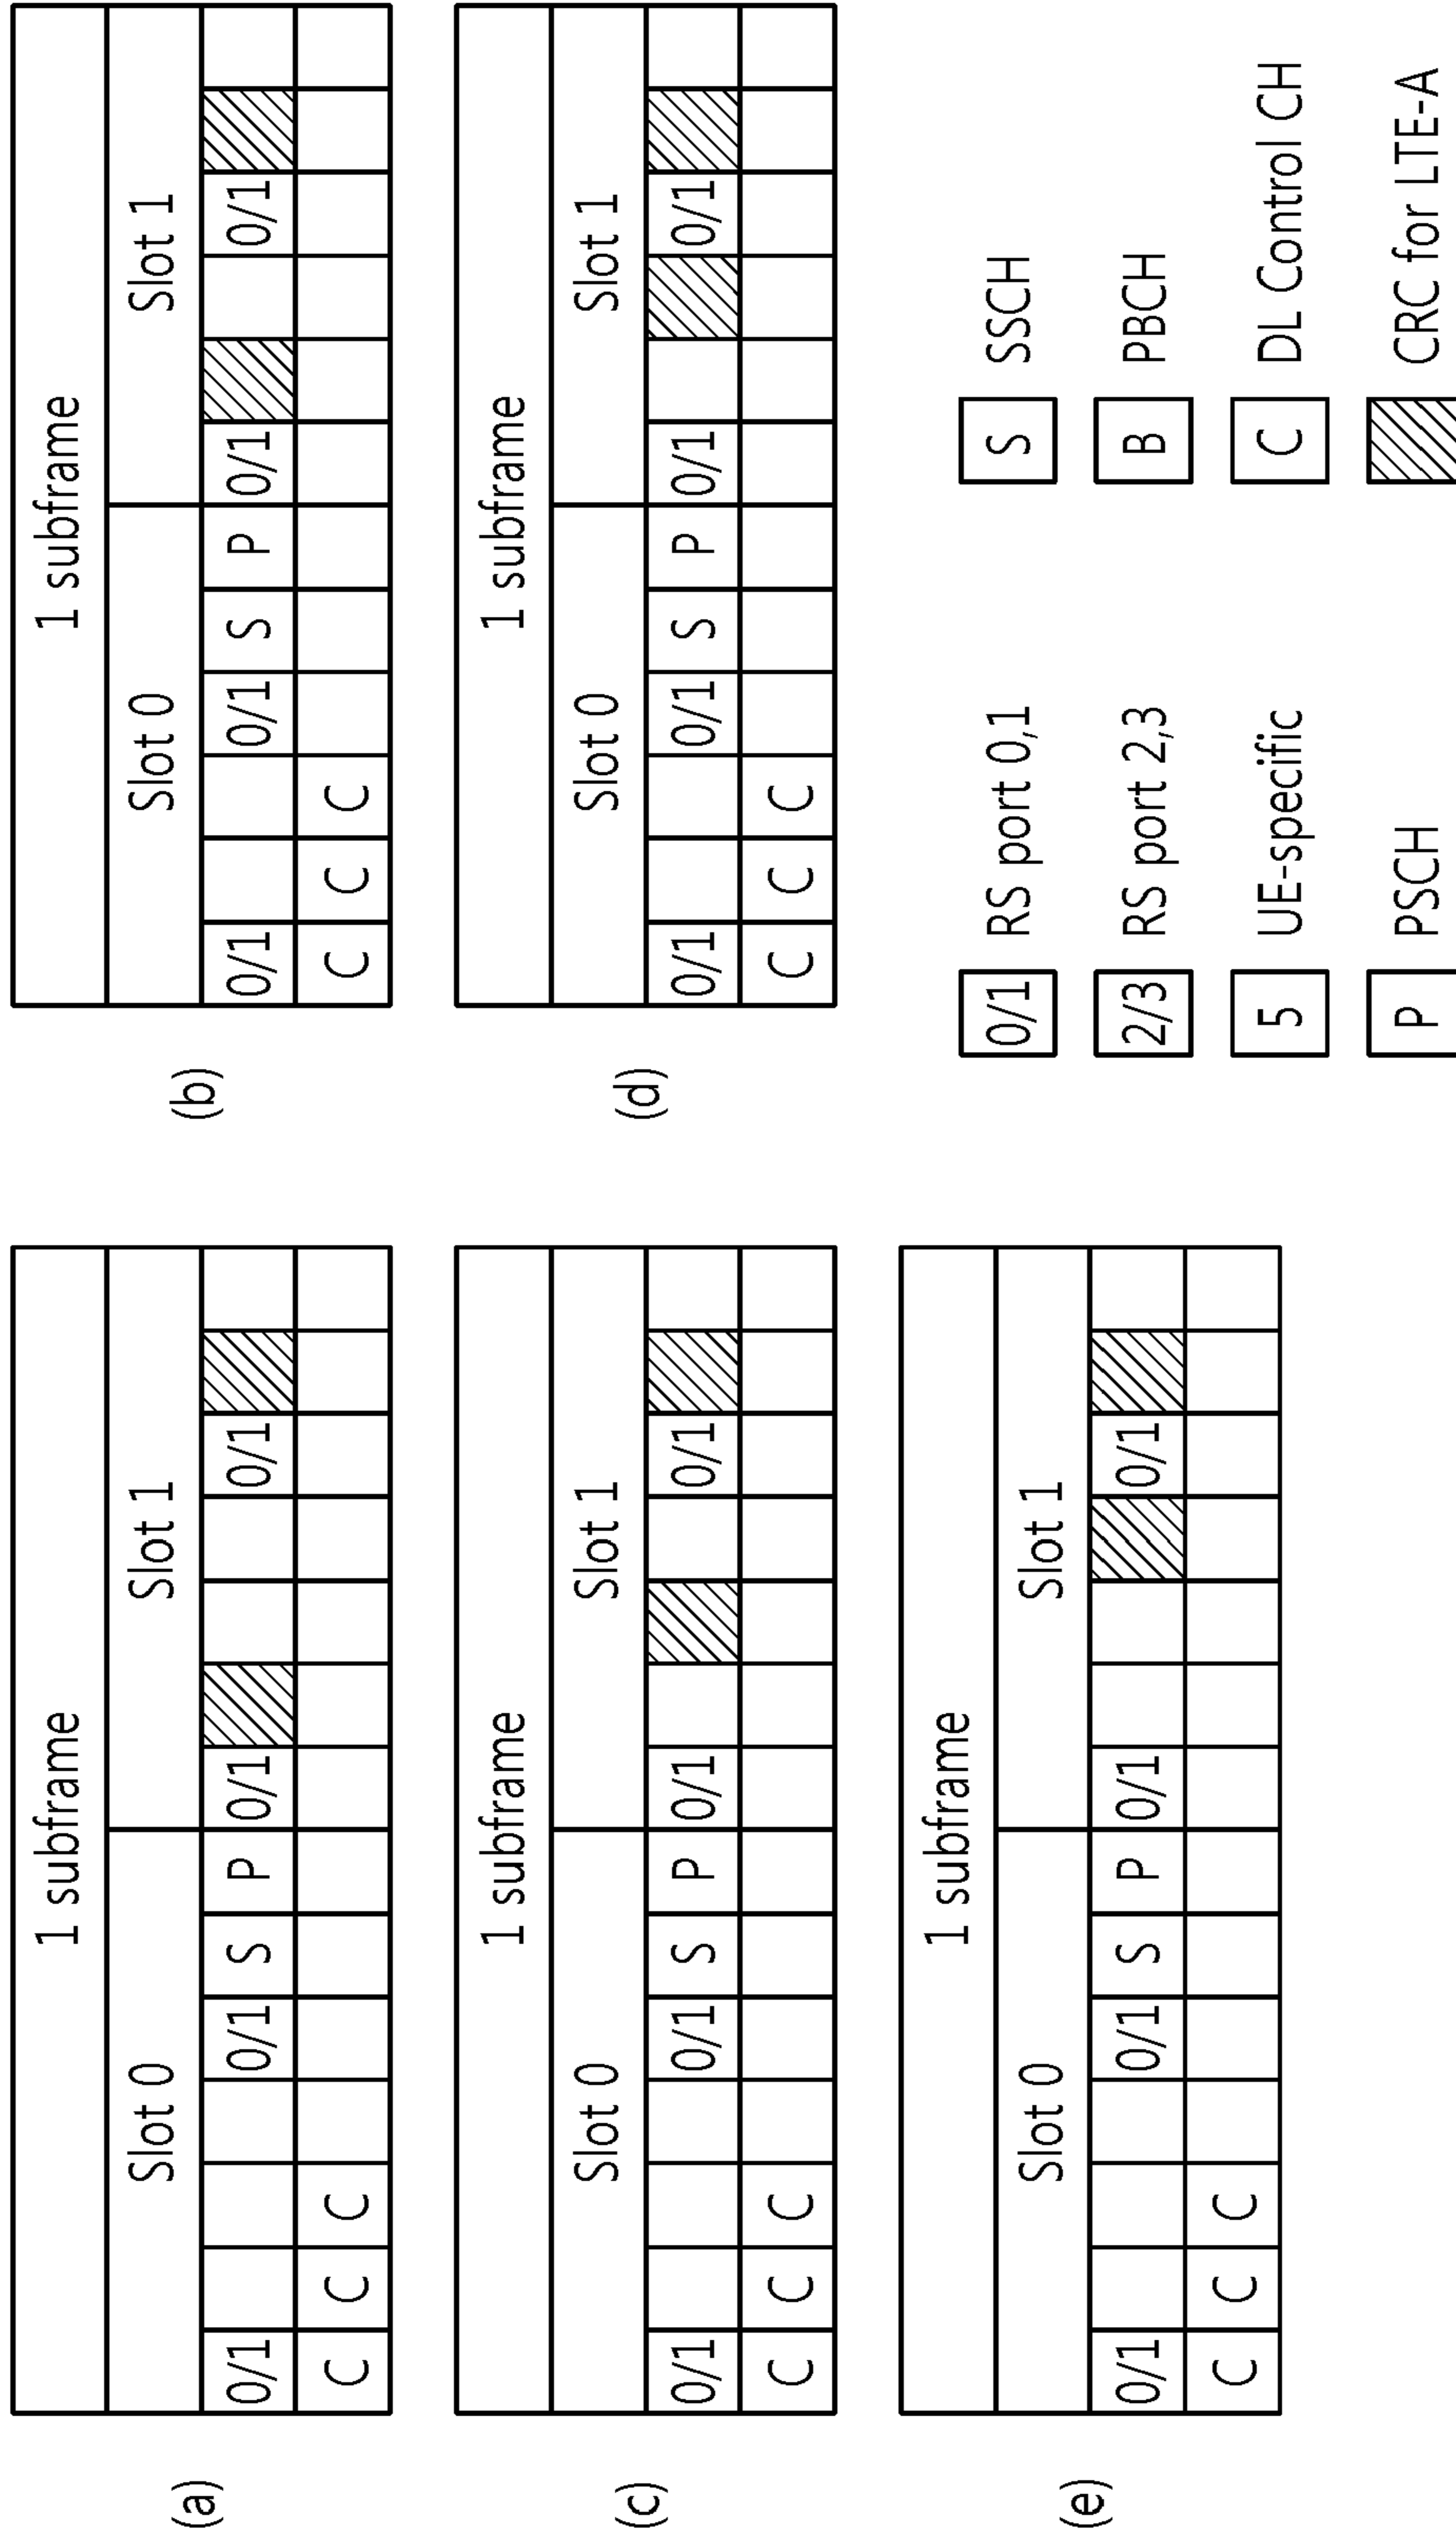 (a)
1 subframe
Slot 0 Slot 1
0/1 0/1 S P 0/1 0/1
C C C
(b)
1 subframe
Slot 0 Slot 1
0/1 0/1 S P 0/1 0/1
C C C
(c)
1 subframe
Slot 0 Slot 1
0/1 0/1 S P 0/1 0/1
C C C
(d)
1 subframe
Slot 0 Slot 1
0/1 0/1 S P 0/1 0/1
C C C
(e)
1 subframe
Slot 0 Slot 1
0/1 0/1 S P 0/1 0/1
C C C
0/1 RS port 0,1 S SSCH
2/3 RS port 2,3 B PBCH
5 UE-specific C DL Control CH
P PSCH CRC for LTE-A